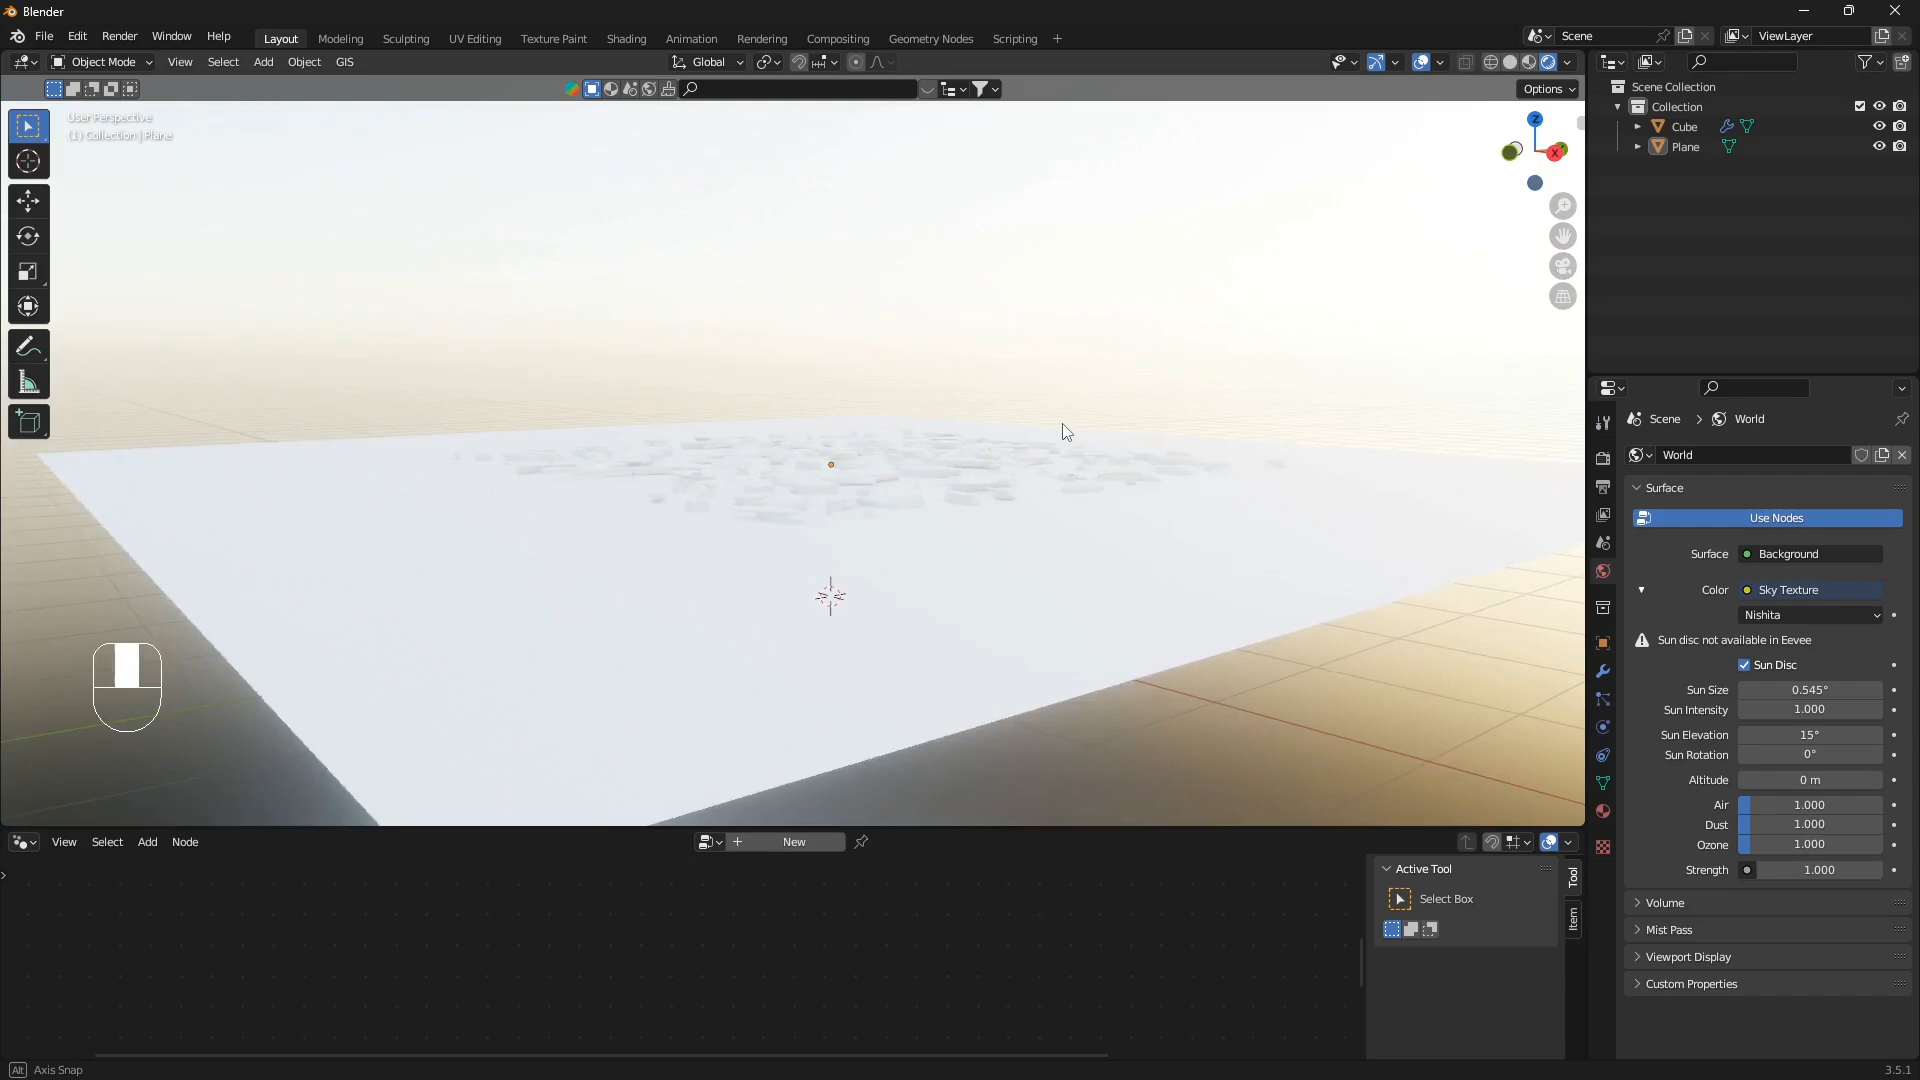 Blender
File Edit Render Window Help Layout Modeling Sculpting UV Editing Texture Paint Shading Animation Rendering Compositing Geometry Nodes Scripting + Scene ViewLayer
Object Mode View Select Add Object GIS Global
Options
User Perspective
(1) Collection | Plane
Z
X
Scene Collection
Collection
Cube
Plane
Scene > World
World
Surface
Use Nodes
Surface Background
Color Sky Texture
Nishita
Sun disc not available in Eevee
Sun Disc
Sun Size 0.545°
Sun Intensity 1.000
Sun Elevation 15°
Sun Rotation 0°
Altitude 0 m
Air 1.000
Dust 1.000
Ozone 1.000
Strength 1.000
Volume
Mist Pass
Viewport Display
Custom Properties
View Select Add Node + New
Active Tool
Select Box
Tool
Item
Alt Axis Snap
3.5.1